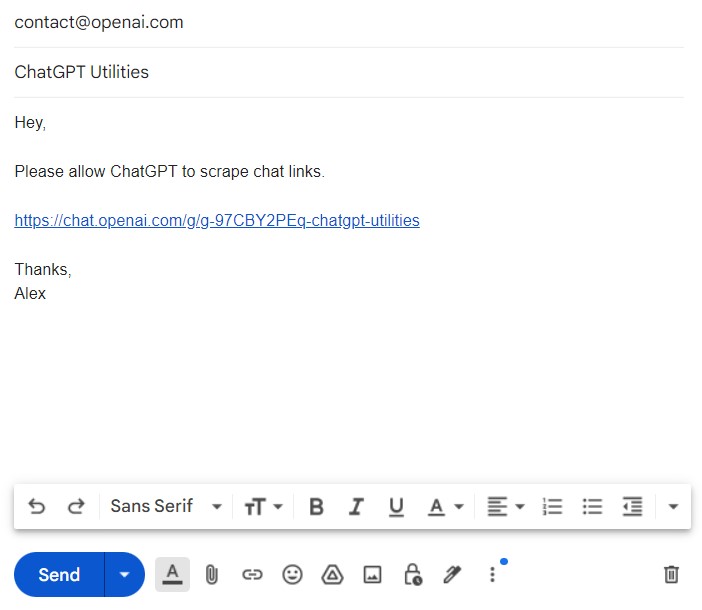 contact@openai.com
ChatGPT Utilities
Hey,
Please allow ChatGPT to scrape chat links.
https://chat.openai.com/g/g-97CBY2PEq-chatgpt-utilities
Thanks,
Alex
Sans Serif
Send